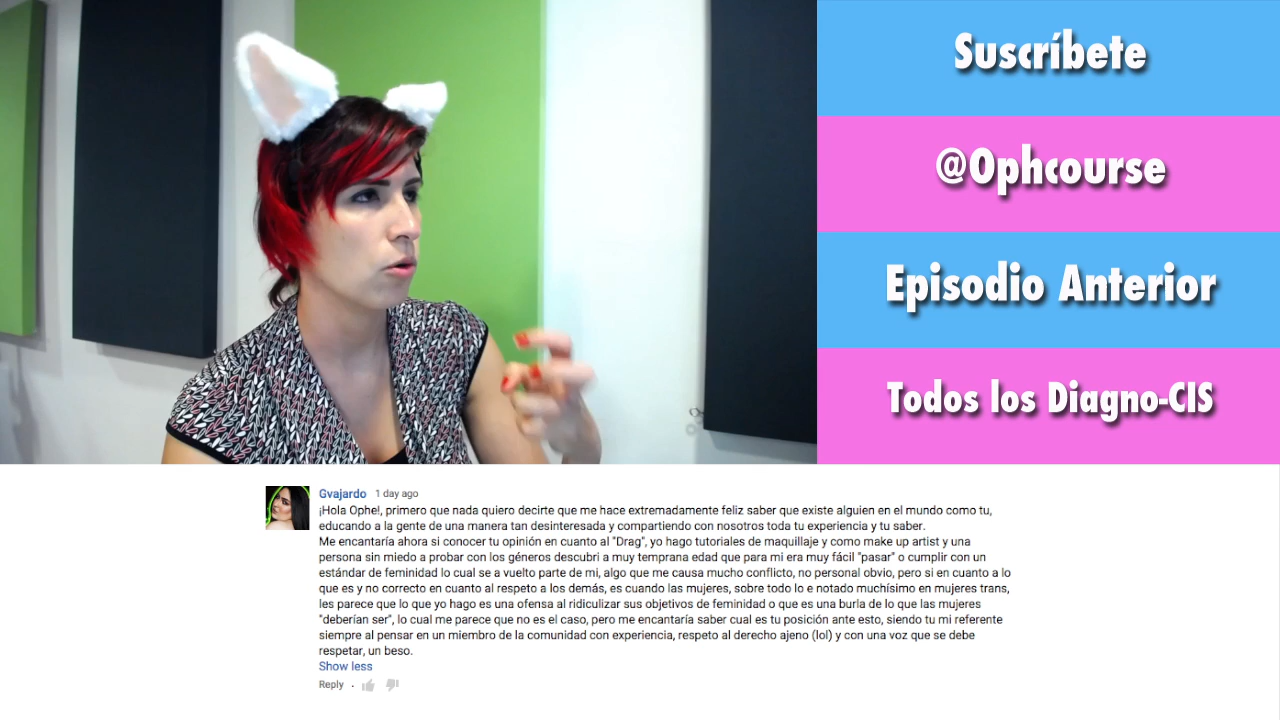 Suscríbete
@Ophcourse
Episodio Anterior
Todos los Diagno-CIS
Gvajardo 1 day ago
¡Hola Ophe!, primero que nada quiero decirte que me hace extremadamente feliz saber que existe alguien en el mundo como tu,
educando a la gente de una manera tan desinteresada y compartiendo con nosotros toda tu experiencia y tu saber.
Me encantaría ahora si conocer tu opinión en cuanto al "Drag", yo hago tutoriales de maquillaje y como make up artist y una
persona sin miedo a probar con los géneros descubri a muy temprana edad que para mi era muy fácil "pasar" o cumplir con un
estándar de feminidad lo cual se a vuelto parte de mi, algo que me causa mucho conflicto, no personal obvio, pero si en cuanto a lo
que es y no correcto en cuanto al respeto a los demás, es cuando las mujeres, sobre todo lo e notado muchísimo en mujeres trans,
les parece que lo que yo hago es una ofensa al ridiculizar sus objetivos de feminidad o que es una burla de lo que las mujeres
"deberían ser", lo cual me parece que no es el caso, pero me encantaría saber cual es tu posición ante esto, siendo tu mi referente
siempre al pensar en un miembro de la comunidad con experiencia, respeto al derecho ajeno (lol) y con una voz que se debe
respetar, un beso.
Show less
Reply